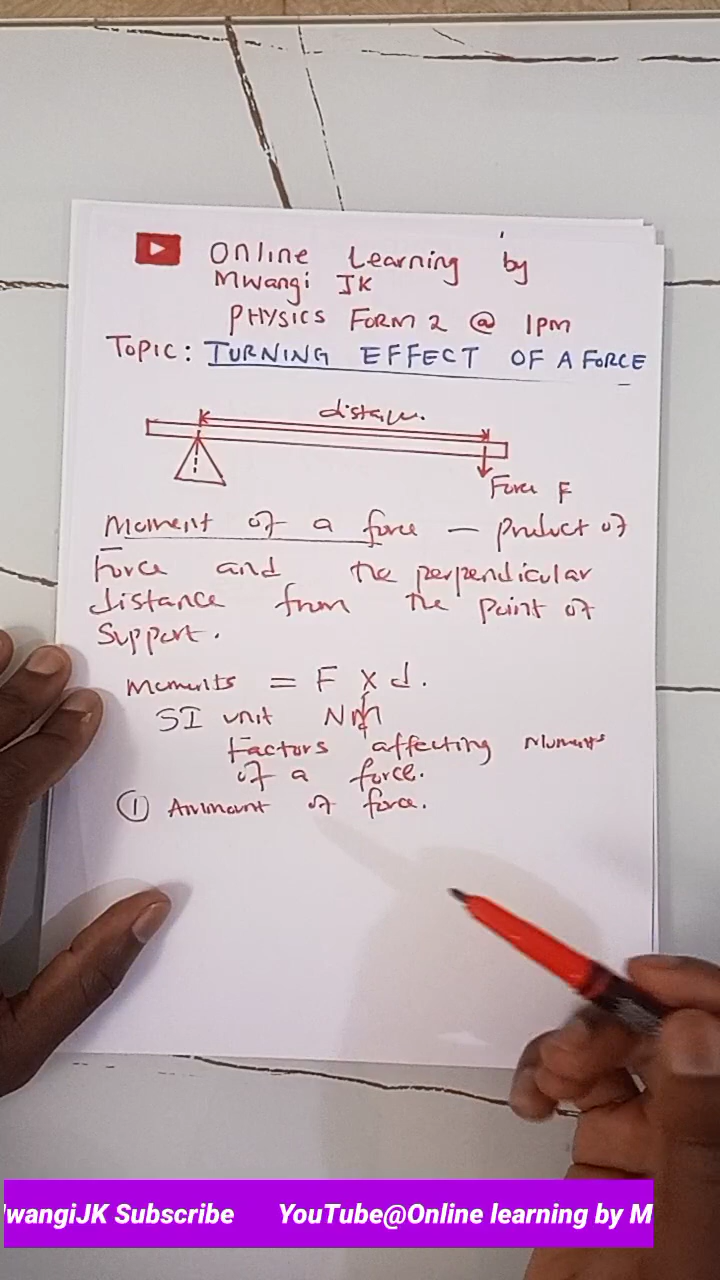 Online Learning by
Mwangi JK
PHYSICS FORM 2 @ 1pm
TOPIC: TURNING EFFECT OF A FORCE
distance.
Force F
Moment of a force — product of
Force and the perpendicular
distance from the point of
Support.
Moments = F x d.
SI unit Nm
Factors affecting Moments
of a force.
① Ammount of force.
wangiJK Subscribe YouTube@Online learning by M